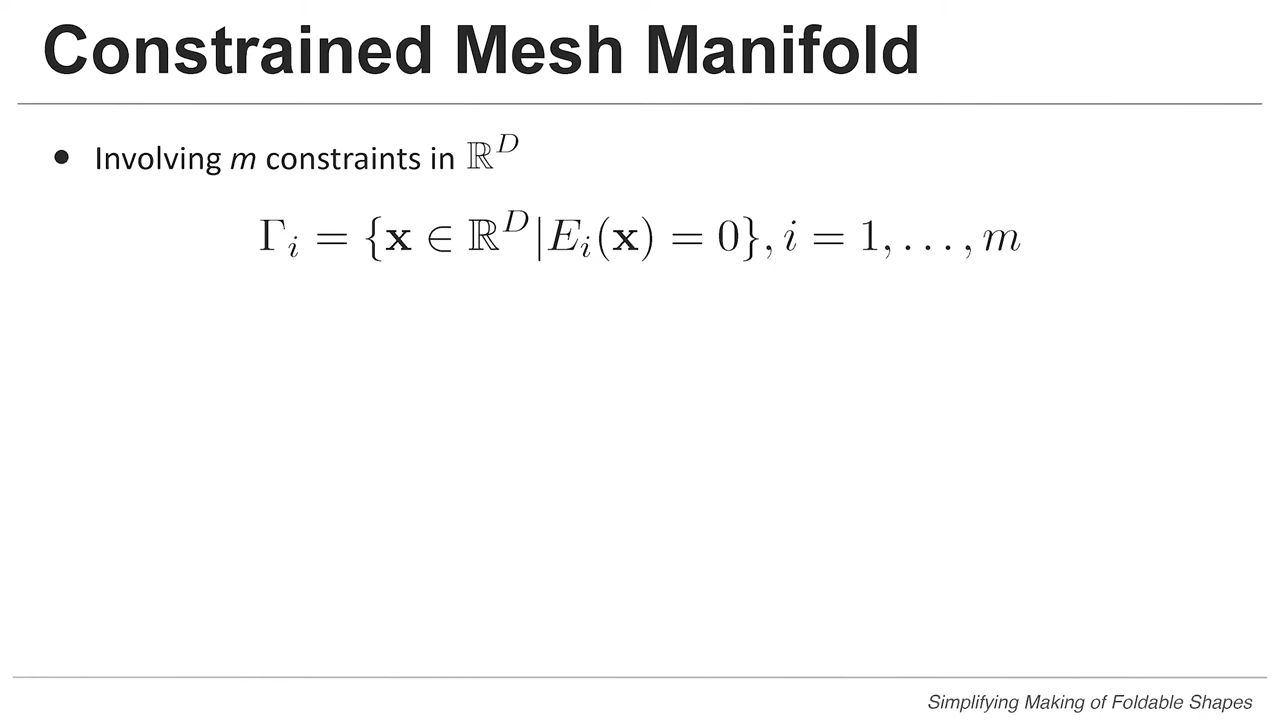 Constrained Mesh Manifold
• Involving m constraints in ℝ^D
Γ_i = {𝐱 ∈ ℝ^D | E_i(𝐱) = 0}, i = 1, . . . , m
Simplifying Making of Foldable Shapes